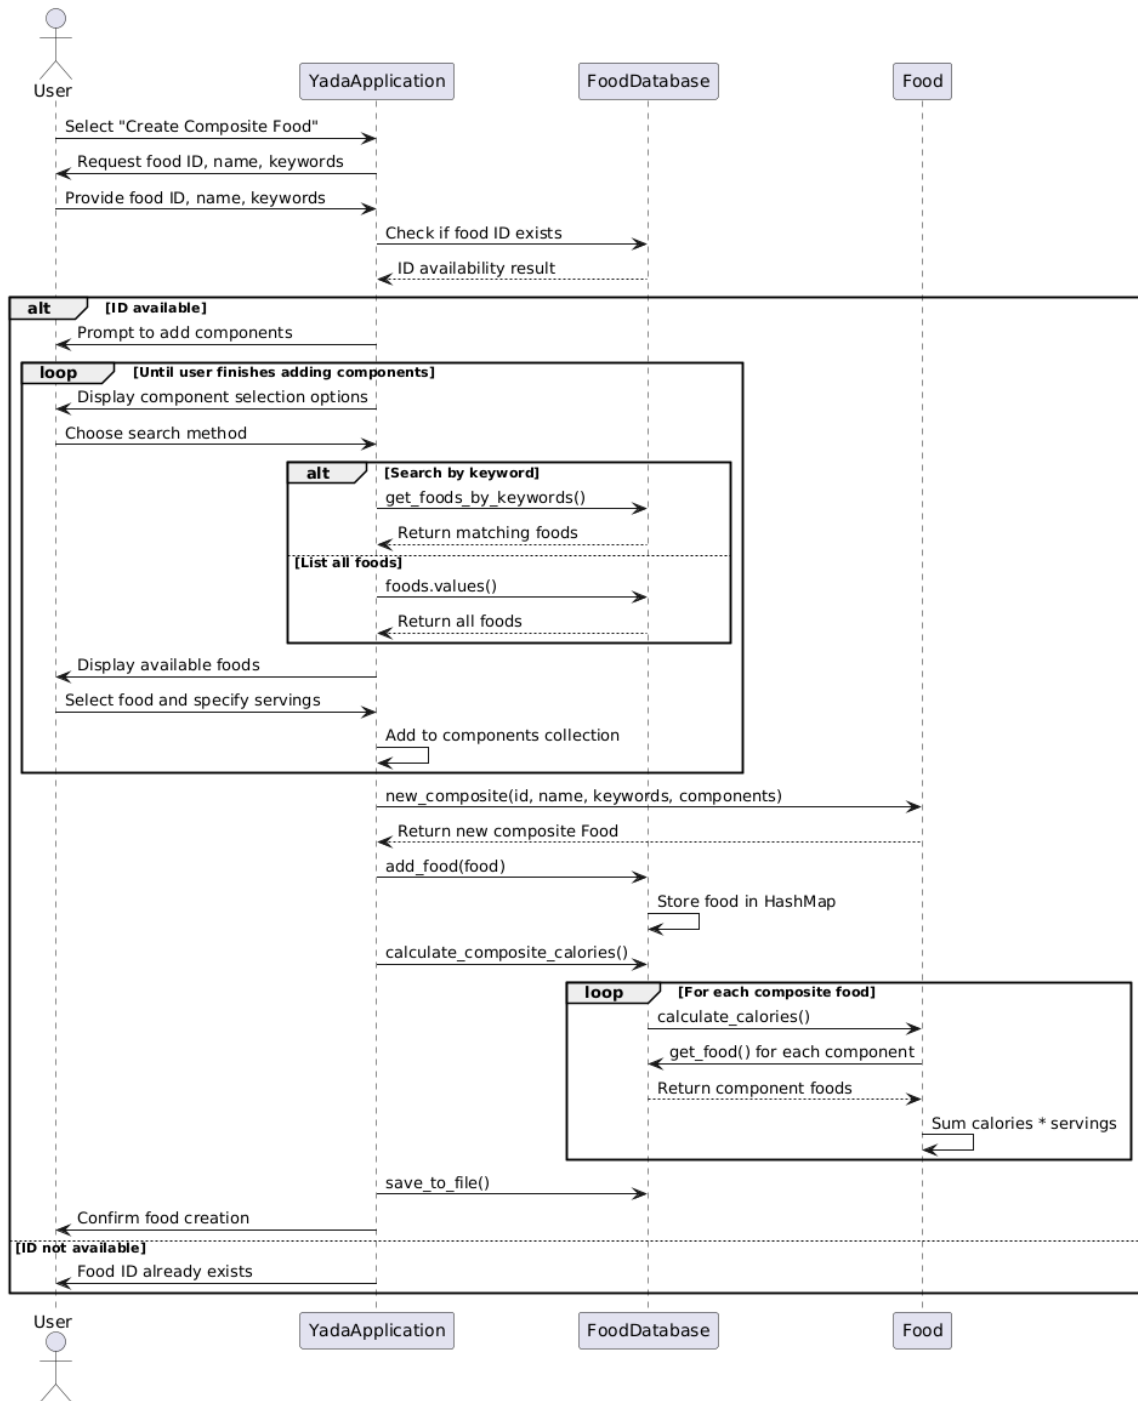 User
YadaApplication
FoodDatabase
Food
Select "Create Composite Food"
Request food ID, name, keywords
Provide food ID, name, keywords
Check if food ID exists
ID availability result
alt
[ID available]
Prompt to add components
loop
[Until user finishes adding components]
Display component selection options
Choose search method
alt
[Search by keyword]
get_foods_by_keywords()
Return matching foods
[List all foods]
foods.values()
Return all foods
Display available foods
Select food and specify servings
Add to components collection
new_composite(id, name, keywords, components)
Return new composite Food
add_food(food)
Store food in HashMap
calculate_composite_calories()
loop
[For each composite food]
calculate_calories()
get_food() for each component
Return component foods
Sum calories * servings
save_to_file()
Confirm food creation
[ID not available]
Food ID already exists
User
YadaApplication
FoodDatabase
Food